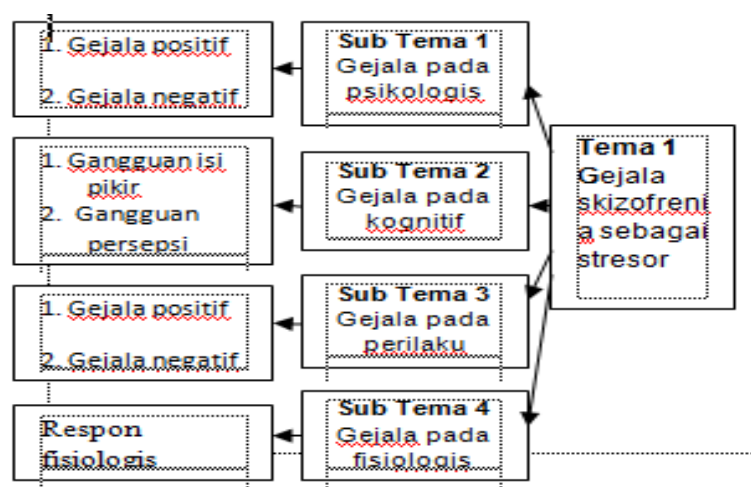 1. Gejala positif
2. Gejala negatif
Sub Tema 1
Gejala pada
psikologis
Tema 1
Gejala
skizofreni
a sebagai
stresor
1. Gangguan isi
pikir
2. Gangguan
persepsi
Sub Tema 2
Gejala pada
kognitif
1. Gejala positif
2. Gejala negatif
Sub Tema 3
Gejala pada
perilaku
Respon
fisiologis
Sub Tema 4
Gejala pada
fisiologis